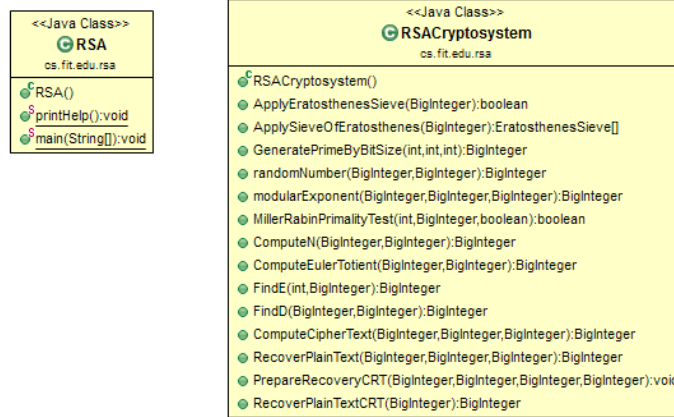 <<Java Class>>
RSA
cs.fit.edu.rsa
RSA()
printHelp():void
main(String[]):void
<<Java Class>>
RSACryptosystem
cs.fit.edu.rsa
RSACryptosystem()
ApplyEratosthenesSieve(BigInteger):boolean
ApplySieveOfEratosthenes(BigInteger):EratosthenesSieve[]
GeneratePrimeByBitSize(int,int,int):BigInteger
randomNumber(BigInteger,BigInteger):BigInteger
modularExponent(BigInteger,BigInteger,BigInteger):BigInteger
MillerRabinPrimalityTest(int,BigInteger,boolean):boolean
ComputeN(BigInteger,BigInteger):BigInteger
ComputeEulerTotient(BigInteger,BigInteger):BigInteger
FindE(int,BigInteger):BigInteger
FindD(BigInteger,BigInteger):BigInteger
ComputeCipherText(BigInteger,BigInteger,BigInteger):BigInteger
RecoverPlainText(BigInteger,BigInteger,BigInteger):BigInteger
PrepareRecoveryCRT(BigInteger,BigInteger,BigInteger,BigInteger):void
RecoverPlainTextCRT(BigInteger):BigInteger